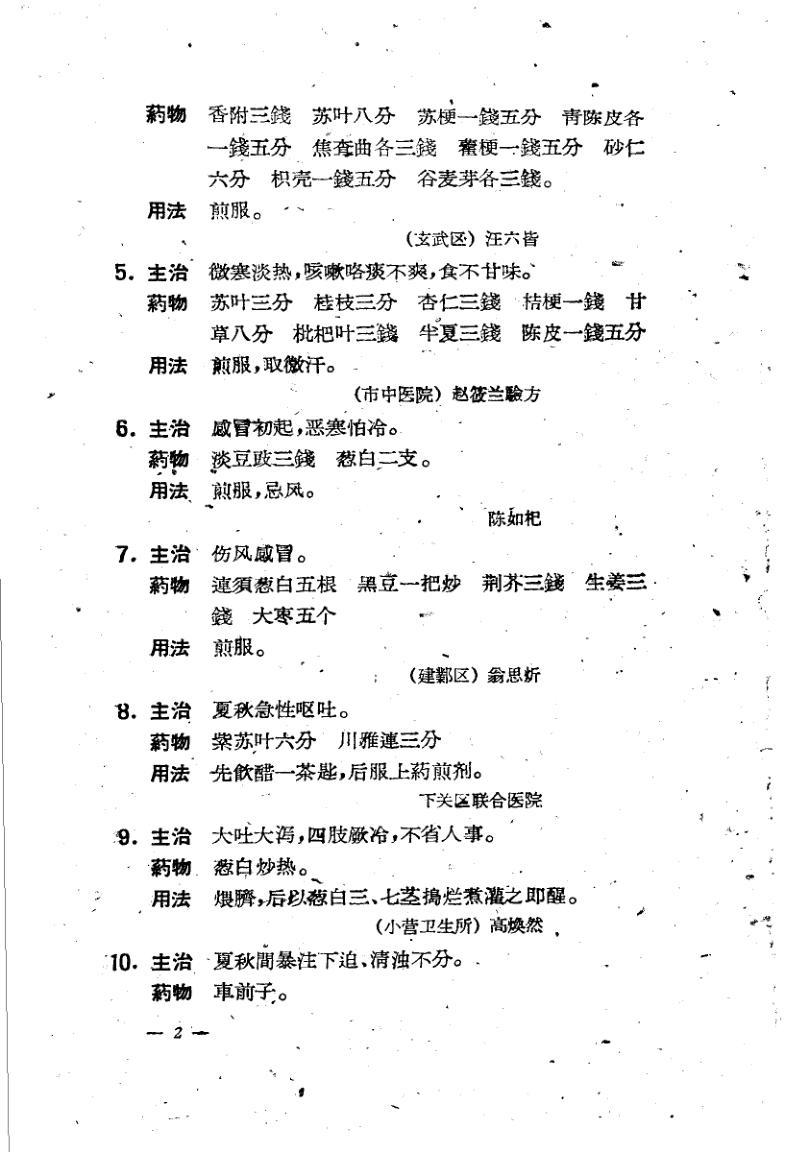 葯物 香附三錢 苏叶八分 苏梗一錢五分 青陈皮各
一錢五分 焦查曲各三錢 藿梗一錢五分 砂仁
六分 枳壳一錢五分 谷麦芽各三錢。
用法 煎服。
(玄武区) 汪六皆
5. 主治 微寒淡热,咳嗽咯痰不爽,食不甘味。
葯物 苏叶三分 桂枝三分 杏仁三錢 桔梗一錢 甘
草八分 枇杷叶三錢 半夏三錢 陈皮一錢五分
用法 煎服,取微汗。
(市中医院) 赵筱兰驗方
6. 主治 感冒初起,恶寒怕冷。
葯物 淡豆豉三錢 葱白二支。
用法 煎服,忌风。
陈如杞
7. 主治 伤风感冒。
葯物 連須葱白五根 黑豆一把炒 荆芥三錢 生姜三
錢 大枣五个
用法 煎服。
(建鄴区) 翁思妡
8. 主治 夏秋急性呕吐。
葯物 紫苏叶六分 川雅連三分
用法 先飲醋一茶匙,后服上葯煎剂。
下关区联合医院
9. 主治 大吐大泻,四肢厥冷,不省人事。
葯物 葱白炒热。
用法 煨臍,后以葱白三、七茎搗烂煮灌之即醒。
(小营卫生所) 高煥然
10. 主治 夏秋間暴注下迫、清浊不分。
葯物 車前子。
— 2 —